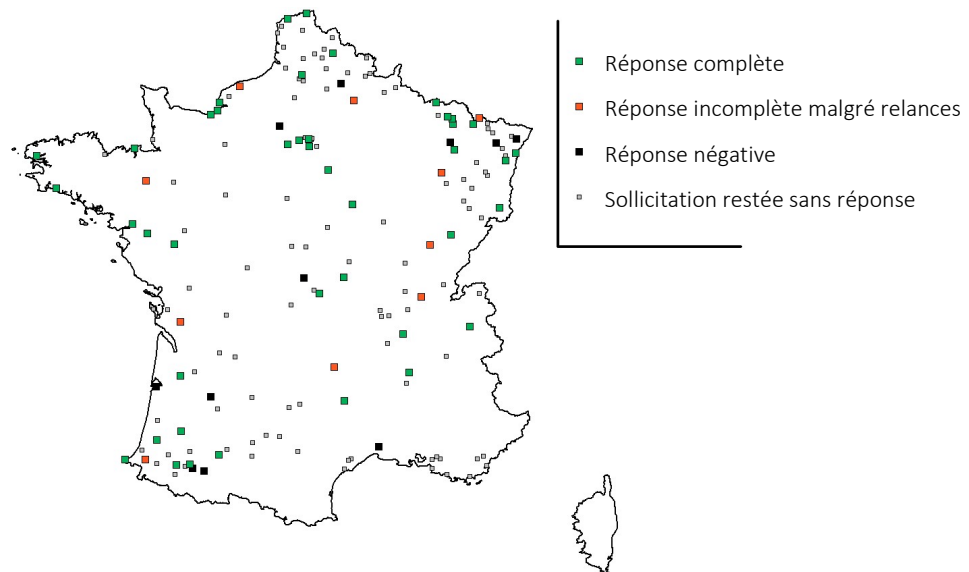 Réponse complète
Réponse incomplète malgré relances
Réponse négative
Sollicitation restée sans réponse